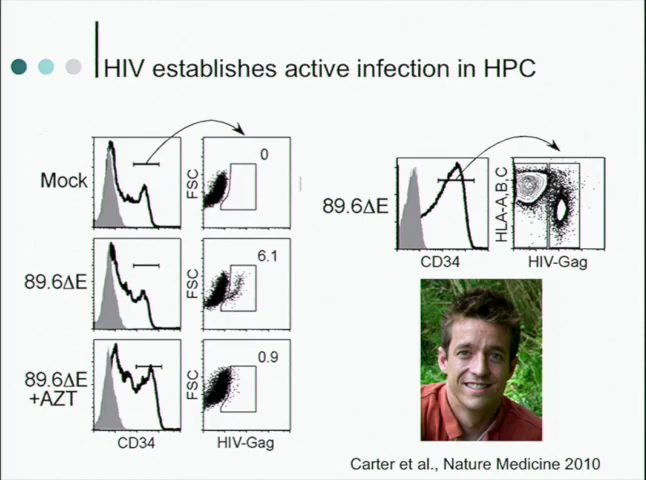 HIV establishes active infection in HPC
Mock
FSC
0
89.6ΔE
FSC
6.1
89.6ΔE
+AZT
FSC
0.9
CD34
HIV-Gag
89.6ΔE
HLA-A,B,C
CD34
HIV-Gag
Carter et al., Nature Medicine 2010